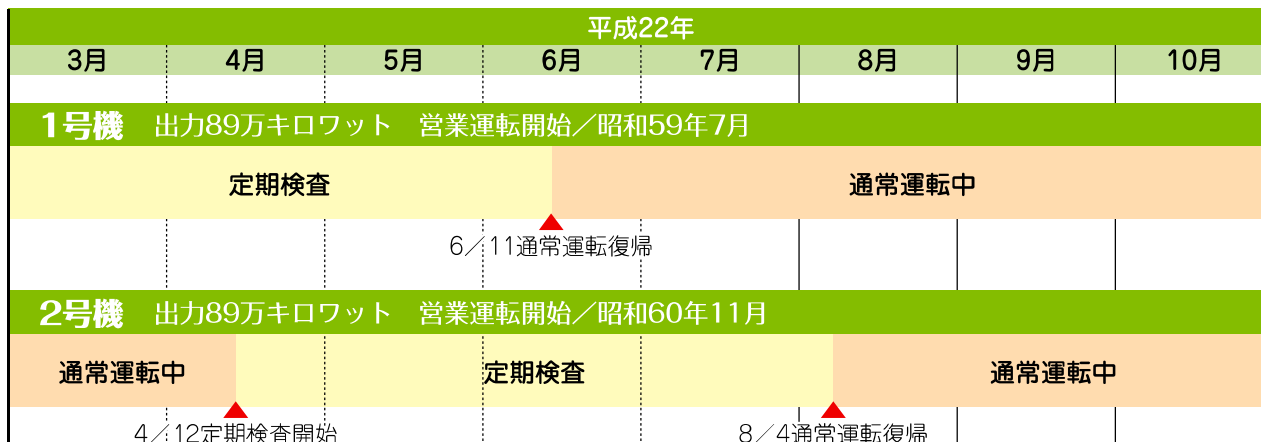 平成22年
3月 4月 5月 6月 7月 8月 9月 10月
1号機 出力89万キロワット 営業運転開始／昭和59年7月
定期検査 通常運転中
6／11通常運転復帰
2号機 出力89万キロワット 営業運転開始／昭和60年11月
通常運転中 定期検査 通常運転中
4／12定期検査開始 8／4通常運転復帰